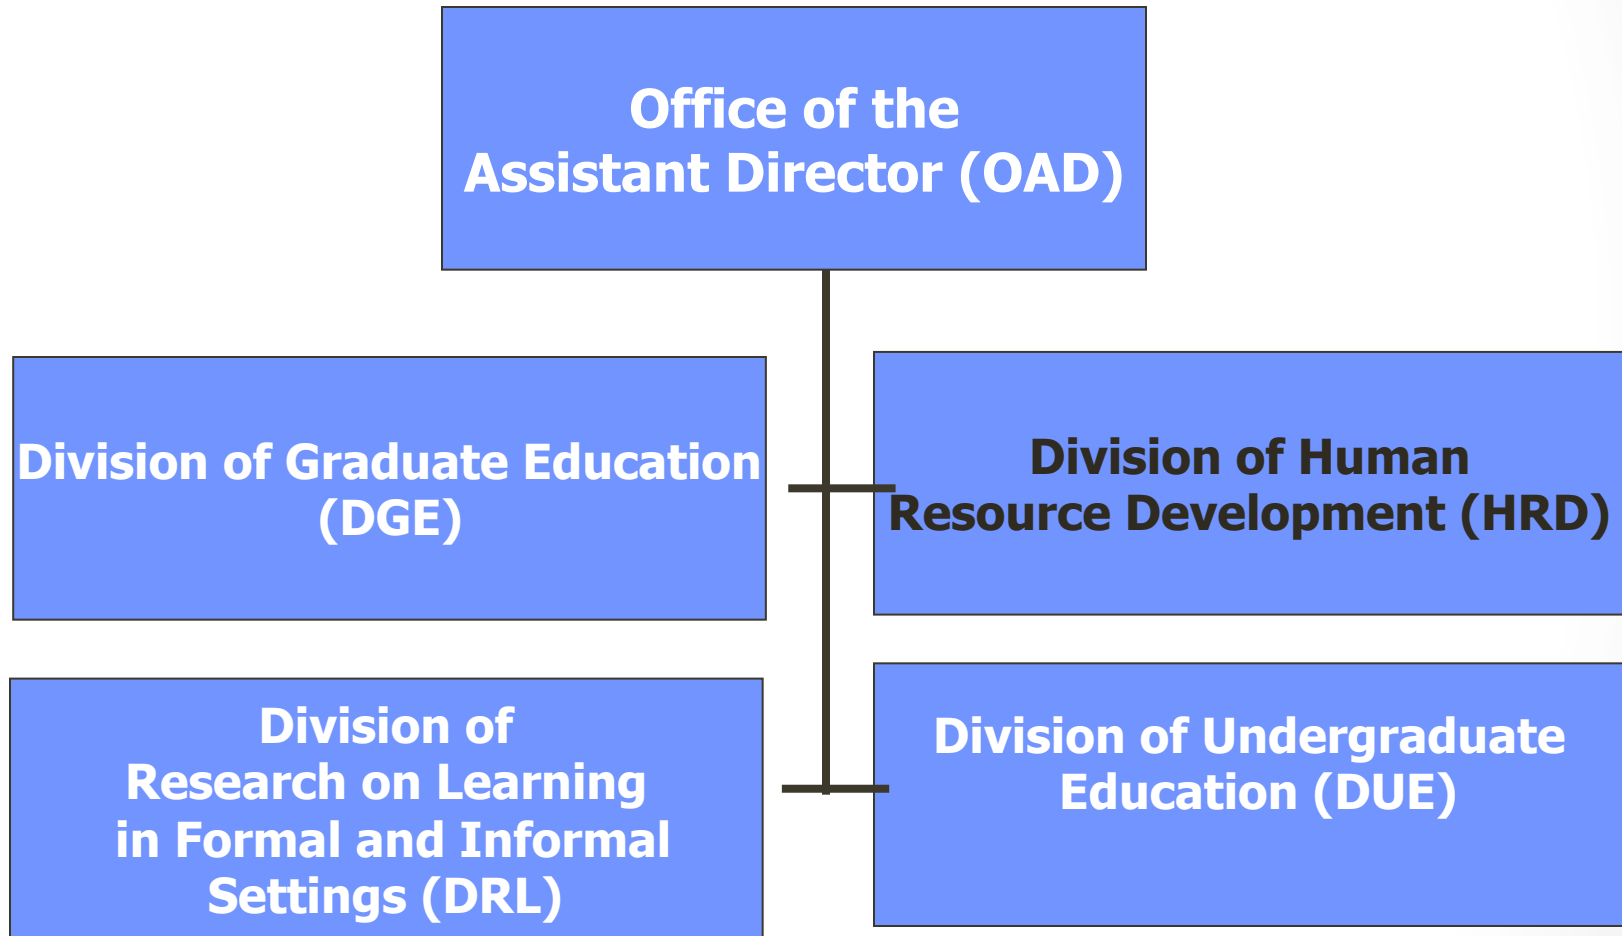 Office of the
Assistant Director (OAD)
Division of Graduate Education
(DGE)
Division of Human
Resource Development (HRD)
Division of
Research on Learning
in Formal and Informal
Settings (DRL)
Division of Undergraduate
Education (DUE)